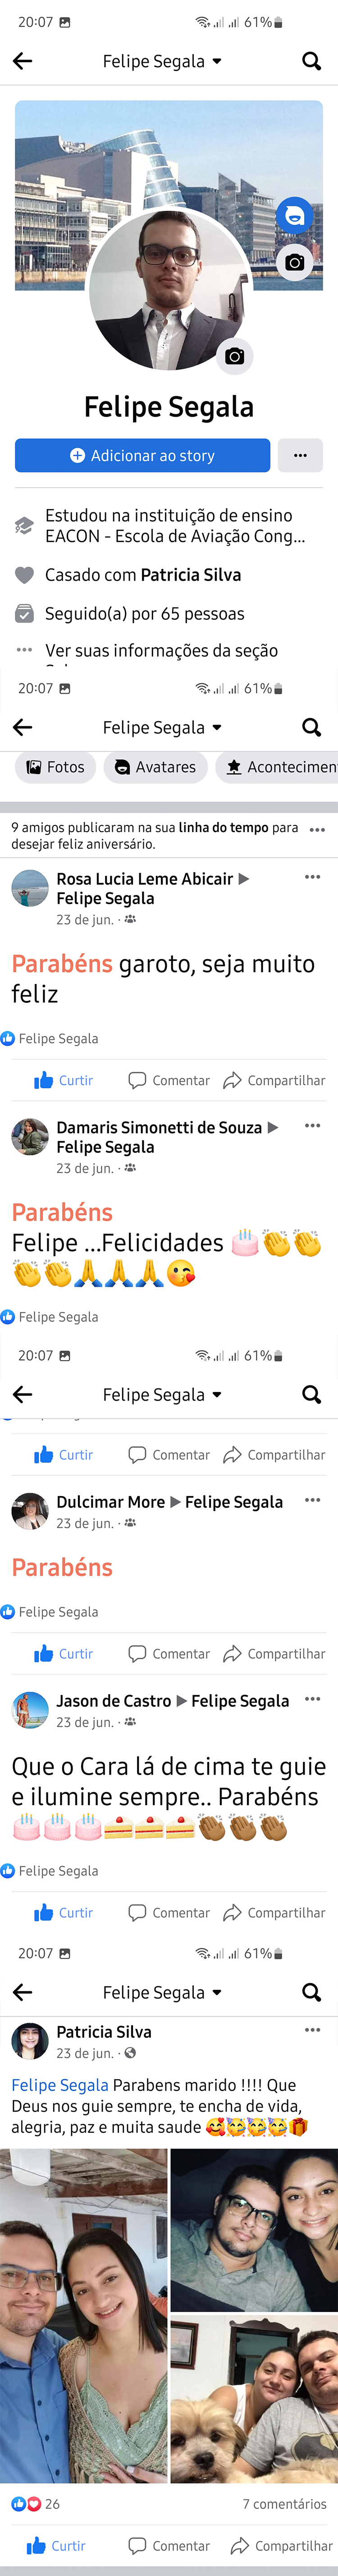 20:07 61%
Felipe Segala
Felipe Segala
Adicionar ao story
Estudou na instituição de ensino
EACON - Escola de Aviação Cong...
Casado com Patricia Silva
Seguido(a) por 65 pessoas
Ver suas informações da seção
20:07 61%
Felipe Segala
Fotos Avatares Acontecimen
9 amigos publicaram na sua linha do tempo para
desejar feliz aniversário.
Rosa Lucia Leme Abicair ▶
Felipe Segala
23 de jun. ·
Parabéns garoto, seja muito
feliz
Felipe Segala
Curtir Comentar Compartilhar
Damaris Simonetti de Souza ▶
Felipe Segala
23 de jun. ·
Parabéns
Felipe ...Felicidades 🎂👏👏
👏👏🙏🙏🙏😘
Felipe Segala
20:07 61%
Felipe Segala
Curtir Comentar Compartilhar
Dulcimar More ▶ Felipe Segala
23 de jun. ·
Parabéns
Felipe Segala
Curtir Comentar Compartilhar
Jason de Castro ▶ Felipe Segala
23 de jun. ·
Que o Cara lá de cima te guie
e ilumine sempre.. Parabéns
🎂🎂🎂🍰🍰🍰👏🏾👏🏾👏🏾
Felipe Segala
Curtir Comentar Compartilhar
20:07 61%
Felipe Segala
Patricia Silva
23 de jun. ·
Felipe Segala Parabens marido !!!! Que
Deus nos guie sempre, te encha de vida,
alegria, paz e muita saude 🥰🥳🥳🥳🎁
26 7 comentários
Curtir Comentar Compartilhar